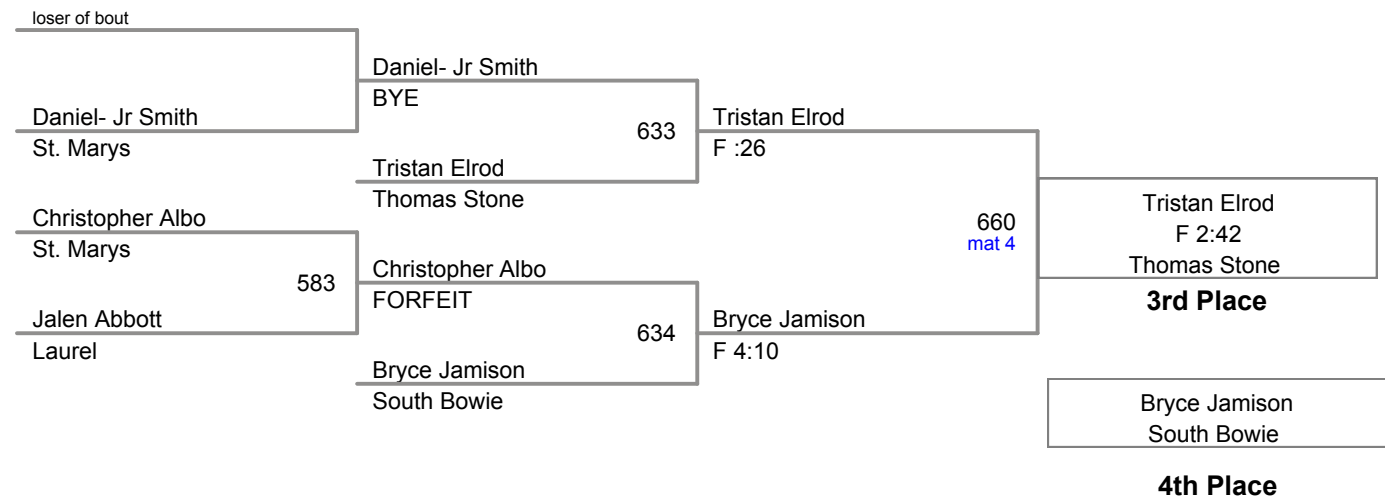 loser of bout
Daniel- Jr Smith
BYE
Daniel- Jr Smith
St. Marys
633
Tristan Elrod
F :26
Tristan Elrod
Thomas Stone
Christopher Albo
St. Marys
660
mat 4
Tristan Elrod
F 2:42
Thomas Stone
3rd Place
583
Christopher Albo
FORFEIT
Jalen Abbott
Laurel
634
Bryce Jamison
F 4:10
Bryce Jamison
South Bowie
Bryce Jamison
South Bowie
4th Place